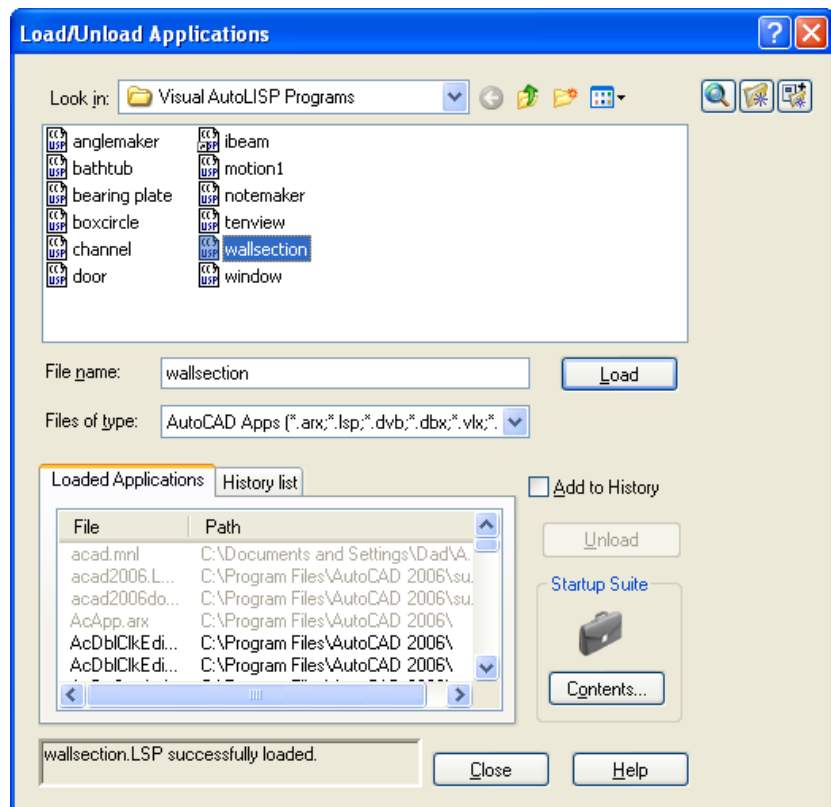 Load/Unload Applications
Look in: Visual AutoLISP Programs
anglemaker ibeam
bathtub motion1
bearing plate notemaker
boxcircle tenview
channel wallsection
door window
File name: wallsection Load
Files of type: AutoCAD Apps (*.arx;*.lsp;*.dvb;*.dbx;*.vlx;*.
Loaded Applications History list Add to History
File Path
acad.mnl C:\Documents and Settings\Dad\A.
Unload
acad2006.L... C:\Program Files\AutoCAD 2006\su.
acad2006do... C:\Program Files\AutoCAD 2006\su.
Startup Suite
AcApp.arx C:\Program Files\AutoCAD 2006\
AcDblClkEdi... C:\Program Files\AutoCAD 2006\
AcDblClkEdi... C:\Program Files\AutoCAD 2006\
Contents...
wallsection.LSP successfully loaded.
Close Help